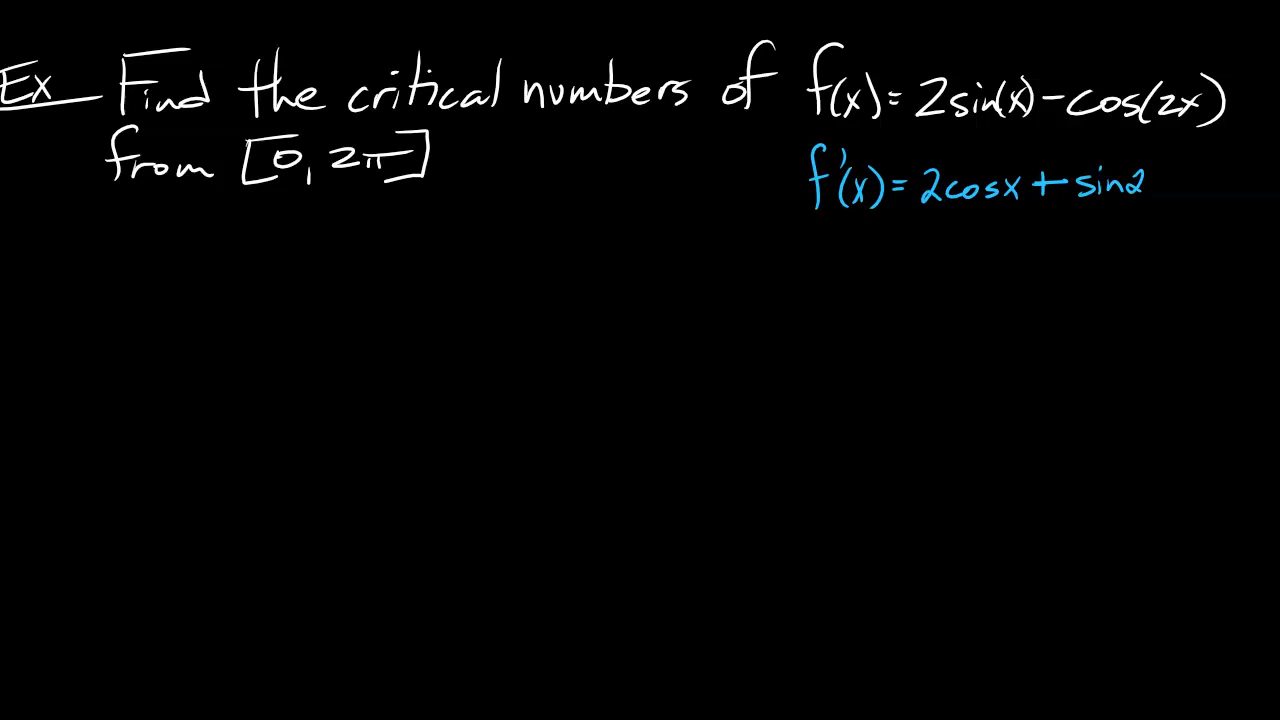 Ex Find the critical numbers of f(x) = 2sin(x) - cos(2x)
from [0, 2π]
f'(x) = 2cosx + sin2